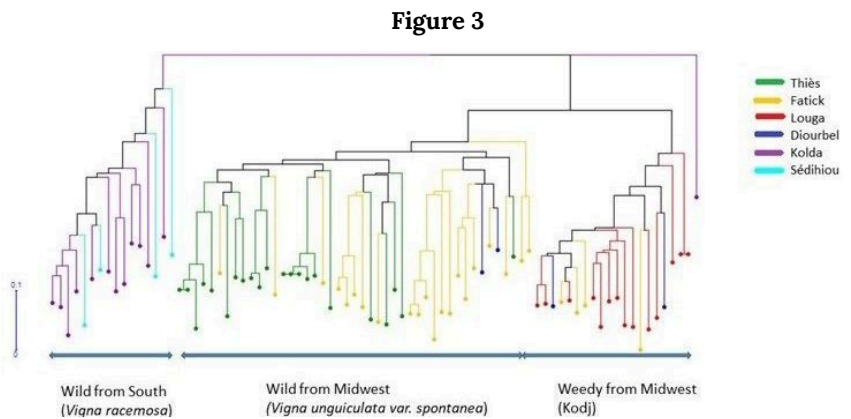 Figure 3
Thiès
Fatick
Louga
Diourbel
Kolda
Sédihiou
0.1
0
Wild from South
(Vigna racemosa)
Wild from Midwest
(Vigna unguiculata var. spontanea)
Weedy from Midwest
(Kodj)